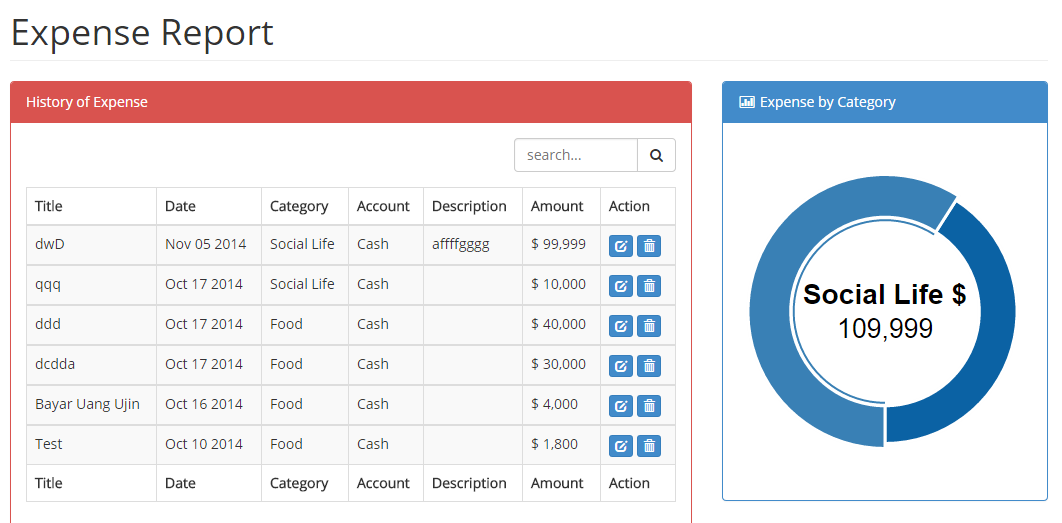 Expense Report
History of Expense
search...
Title Date Category Account Description Amount Action
dwD Nov 05 2014 Social Life Cash affffgggg $ 99,999
qqq Oct 17 2014 Social Life Cash $ 10,000
ddd Oct 17 2014 Food Cash $ 40,000
dcdda Oct 17 2014 Food Cash $ 30,000
Bayar Uang Ujin Oct 16 2014 Food Cash $ 4,000
Test Oct 10 2014 Food Cash $ 1,800
Title Date Category Account Description Amount Action
Expense by Category
Social Life $
109,999